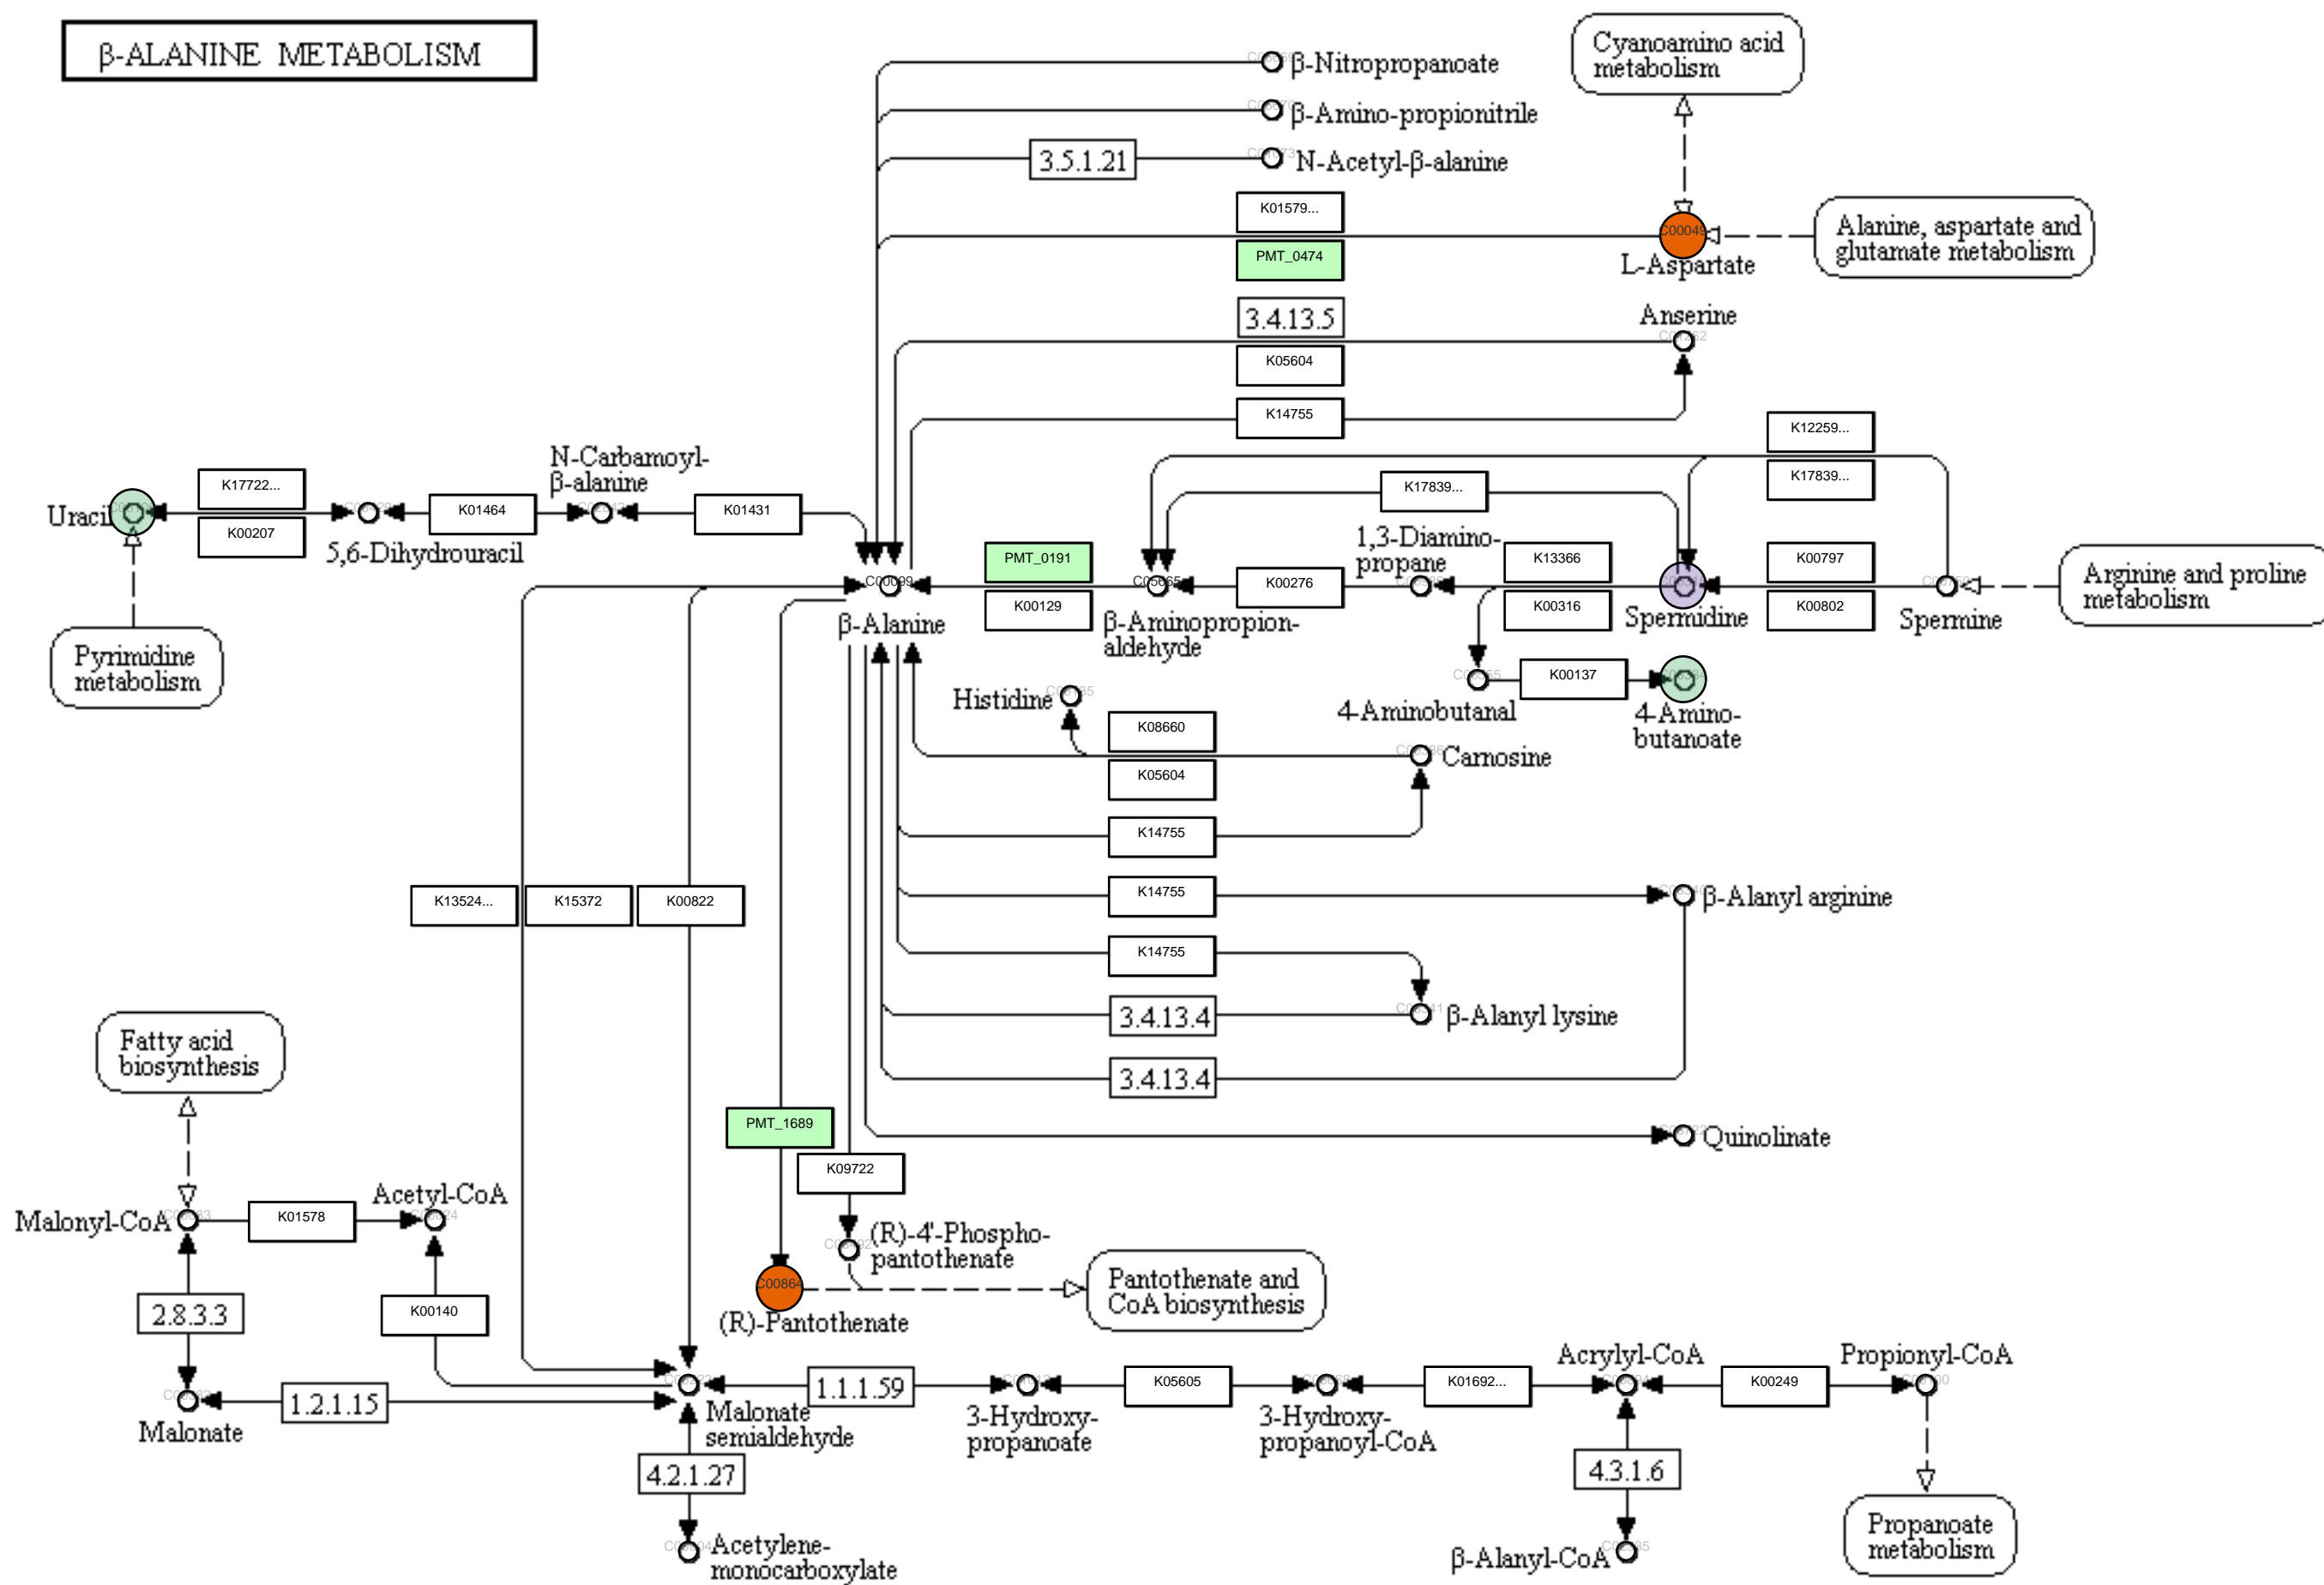 β-ALANINE METABOLISM
β-Nitropropanoate
β-Amino-propionitrile
3.5.1.21
N-Acetyl-β-alanine
Cyanoamino acid
metabolism
K01579...
PMT_0474
C00049
L-Aspartate
Alanine, aspartate and
glutamate metabolism
3.4.13.5
K05604
K14755
Anserine
K12259...
K17839...
K17839...
Uracil
K17722...
K00207
5,6-Dihydrouracil
K01464
N-Carbamoyl-
β-alanine
K01431
C00099
β-Alanine
PMT_0191
K00129
C05665
β-Aminopropion-
aldehyde
K00276
1,3-Diamino-
propane
K13366
K00316
Spermidine
K00797
K00802
Spermine
Arginine and proline
metabolism
Pyrimidine
metabolism
4-Aminobutanal
K00137
4-Amino-
butanoate
Histidine
K08660
K05604
Carnosine
K14755
K13524...
K15372
K00822
K14755
β-Alanyl arginine
K14755
3.4.13.4
β-Alanyl lysine
3.4.13.4
Fatty acid
biosynthesis
PMT_1689
Quinolinate
K09722
Malonyl-CoA
K01578
Acetyl-CoA
(R)-4'-Phospho-
pantothenate
C00864
(R)-Pantothenate
Pantothenate and
CoA biosynthesis
2.8.3.3
K00140
Malonate
1.2.1.15
Malonate
semialdehyde
1.1.1.59
3-Hydroxy-
propanoate
K05605
3-Hydroxy-
propanoyl-CoA
K01692...
Acrylyl-CoA
K00249
Propionyl-CoA
4.2.1.27
Acetylene-
monocarboxylate
4.3.1.6
β-Alanyl-CoA
Propanoate
metabolism